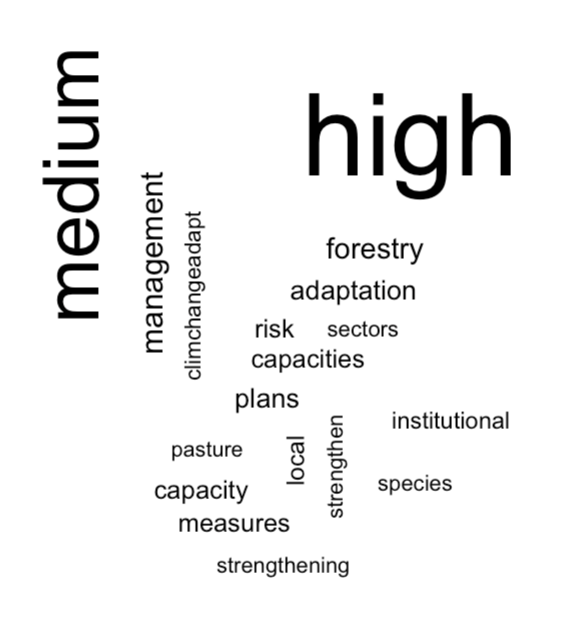 medium
high
management
climchangeadapt
forestry
adaptation
risk
sectors
capacities
plans
institutional
local
strengthen
pasture
species
capacity
measures
strengthening